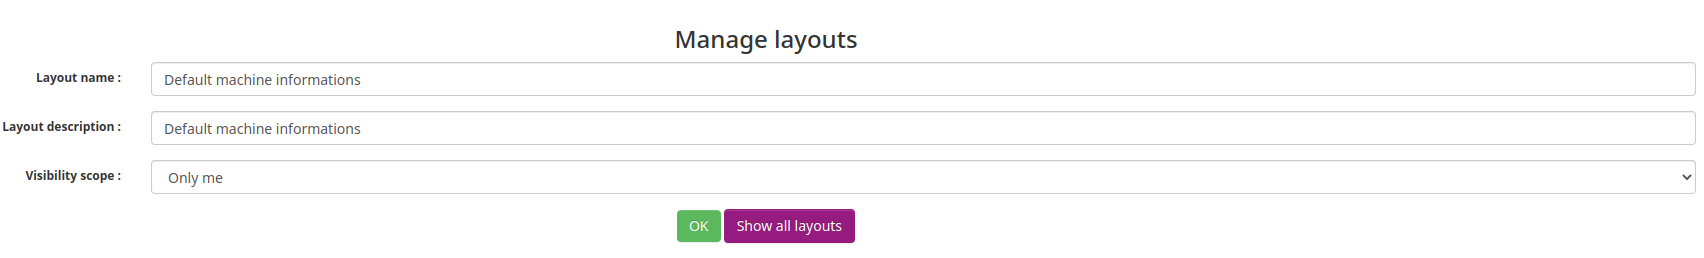 Manage layouts
Layout name : Default machine informations
Layout description : Default machine informations
Visibility scope : Only me
OK Show all layouts